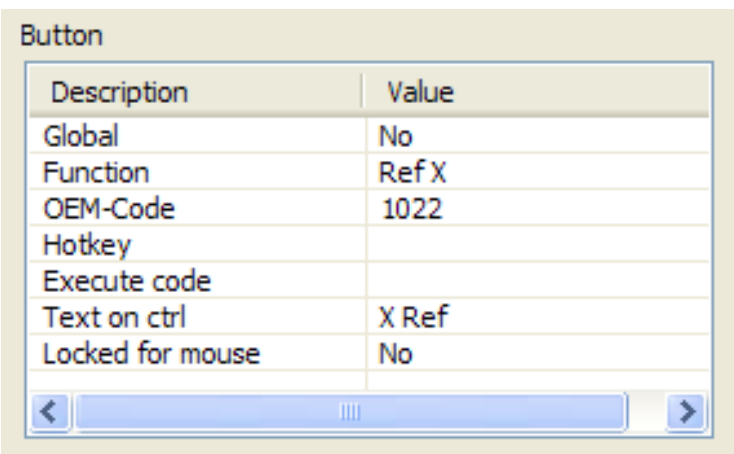 Button
Description Value
Global No
Function Ref X
OEM-Code 1022
Hotkey
Execute code
Text on ctrl X Ref
Locked for mouse No